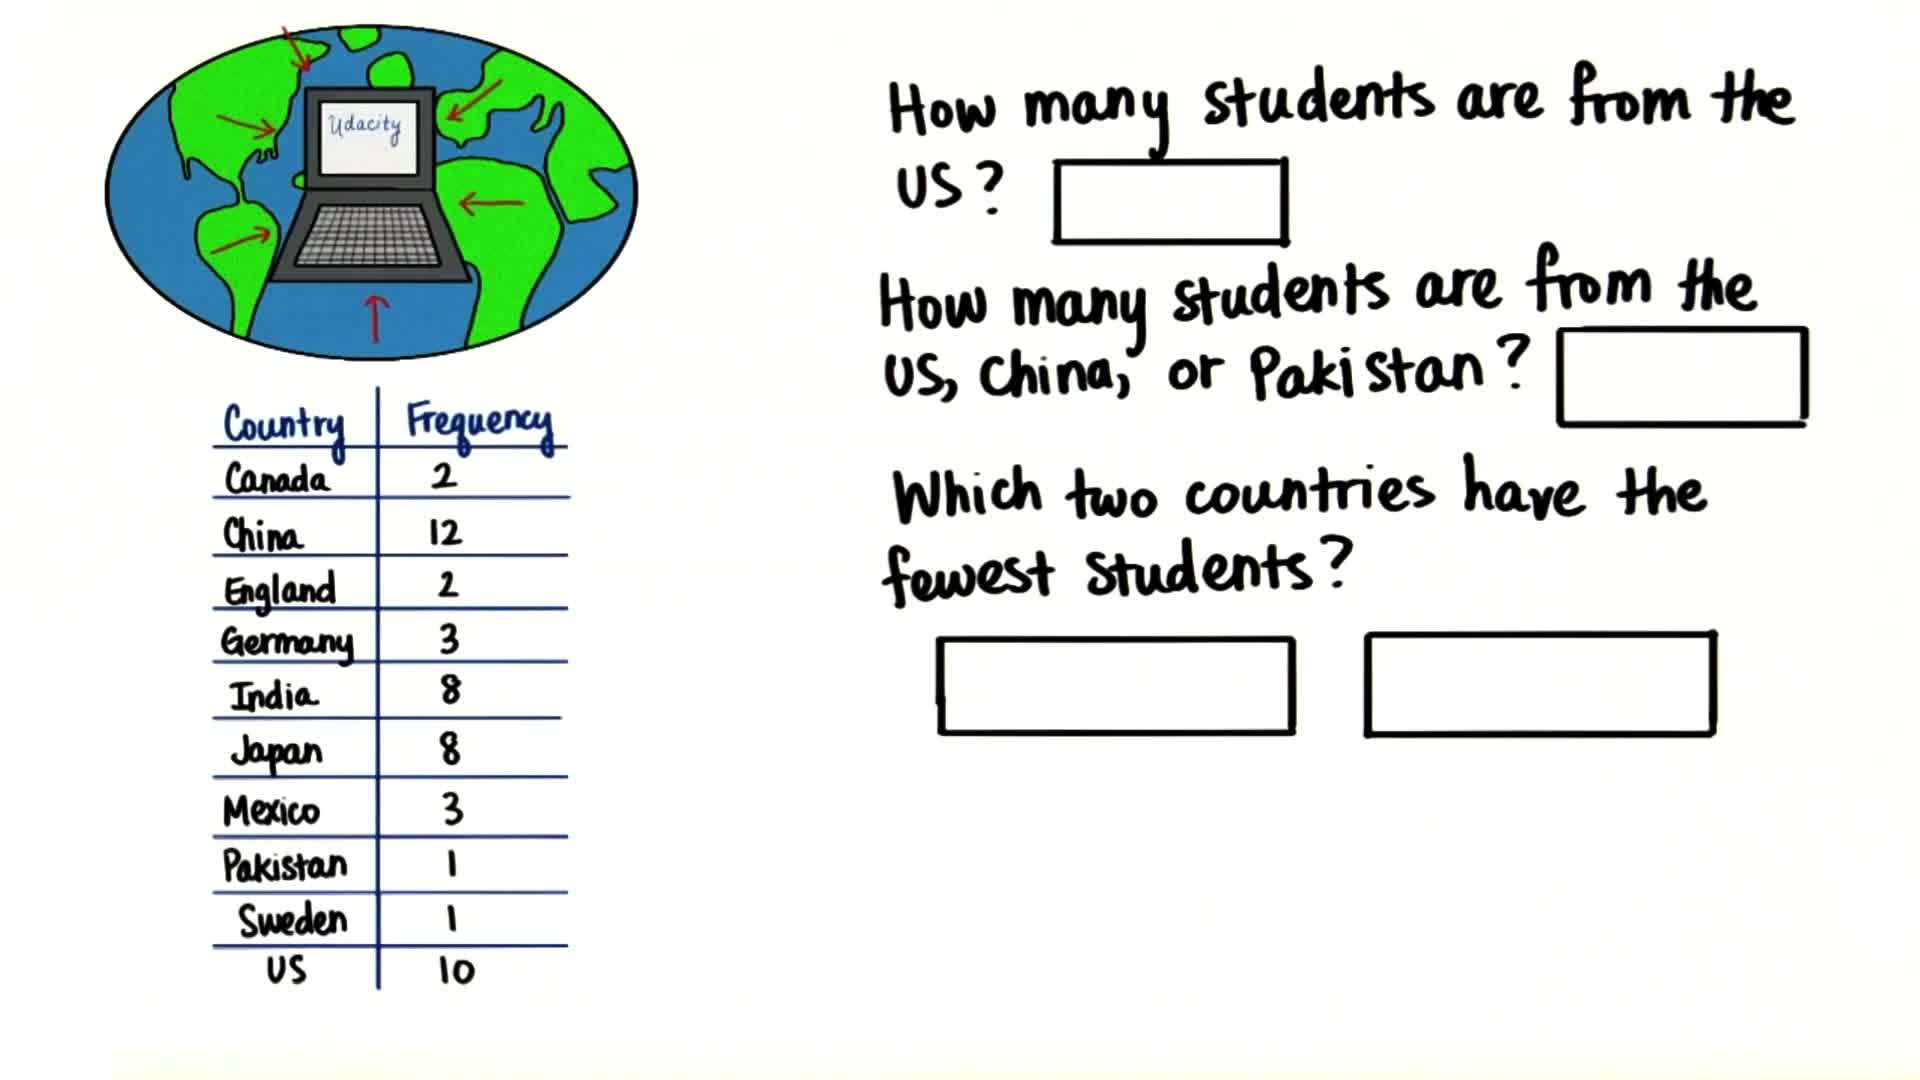 Udacity
Country Frequency
Canada 2
China 12
England 2
Germany 3
India 8
Japan 8
Mexico 3
Pakistan 1
Sweden 1
US 10
How many students are from the
US?
How many students are from the
US, China, or Pakistan?
Which two countries have the
fewest students?